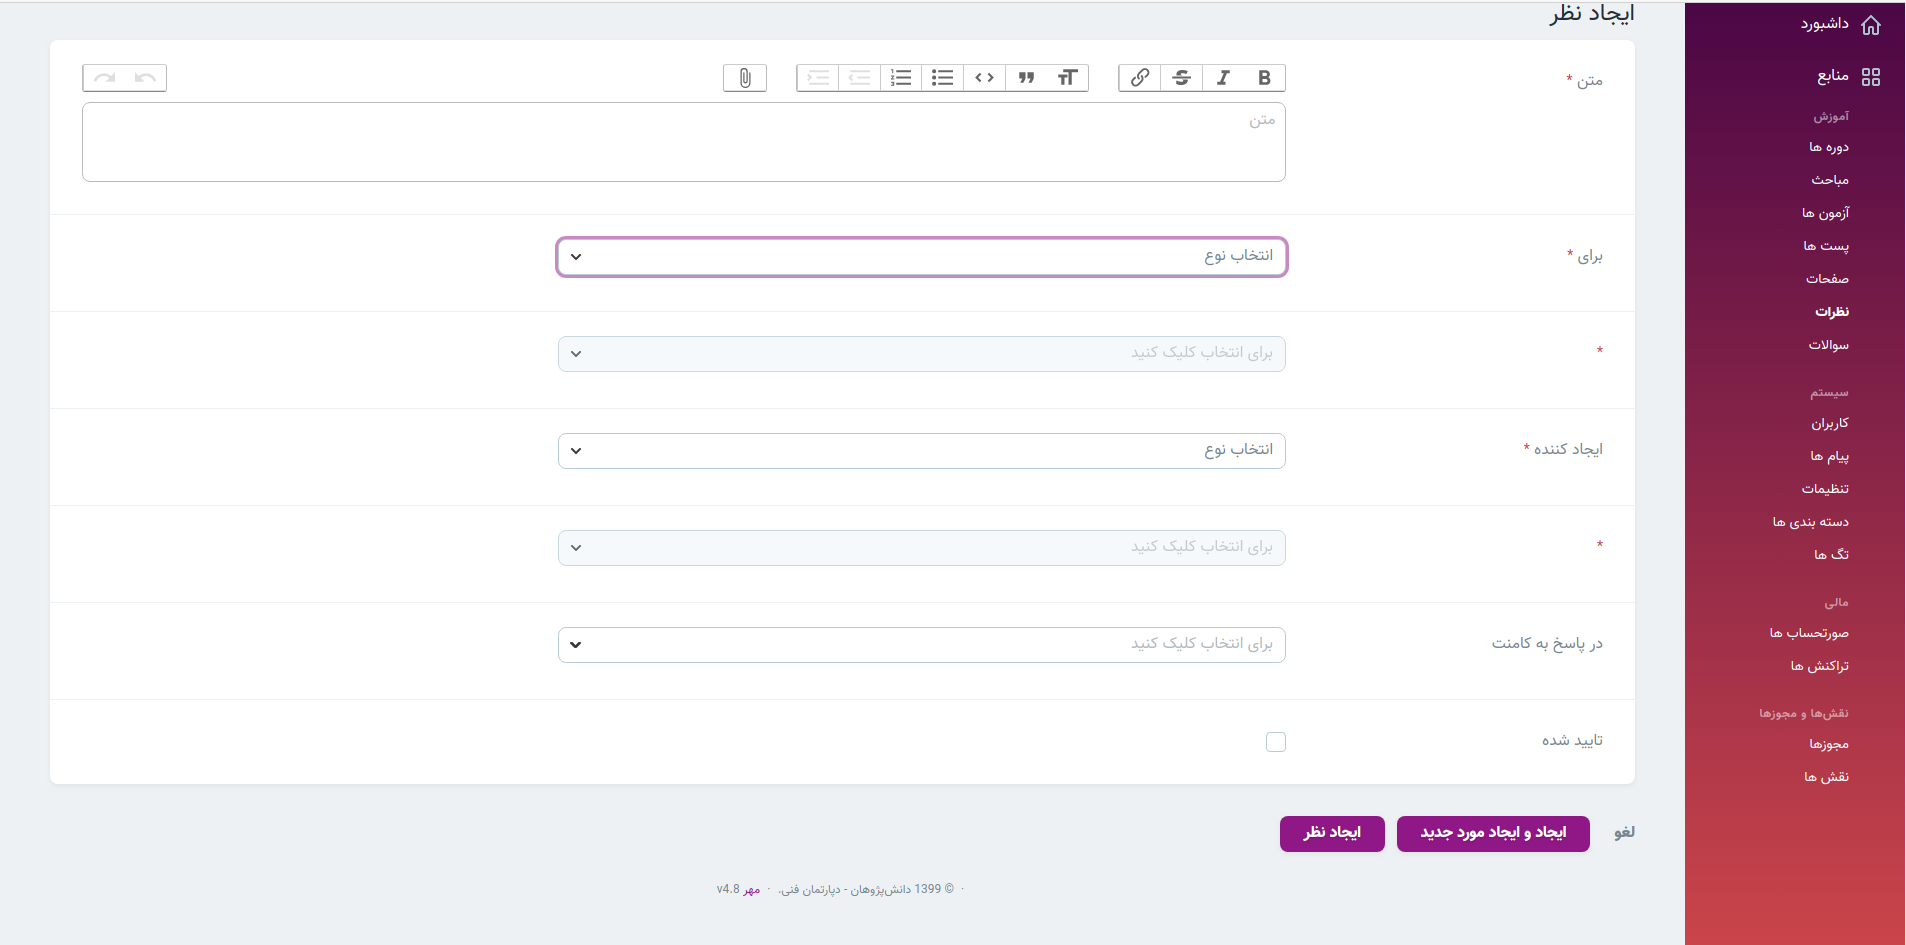 داشبورد
منابع
آموزش
دوره ها
مباحث
آزمون ها
پست ها
صفحات
نظرات
سوالات
سیستم
کاربران
پیام ها
تنظیمات
دسته بندی ها
تگ ها
مالی
صورتحساب ها
تراکنش ها
نقش‌ها و مجوزها
مجوزها
نقش ها
ایجاد نظر
متن *
متن
برای *
انتخاب نوع
*
برای انتخاب کلیک کنید
ایجاد کننده *
انتخاب نوع
*
برای انتخاب کلیک کنید
در پاسخ به کامنت
برای انتخاب کلیک کنید
تایید شده
لغو
ایجاد و ایجاد مورد جدید
ایجاد نظر
· © 1399 دانش‌پژوهان - دپارتمان فنی. · مهر v4.8